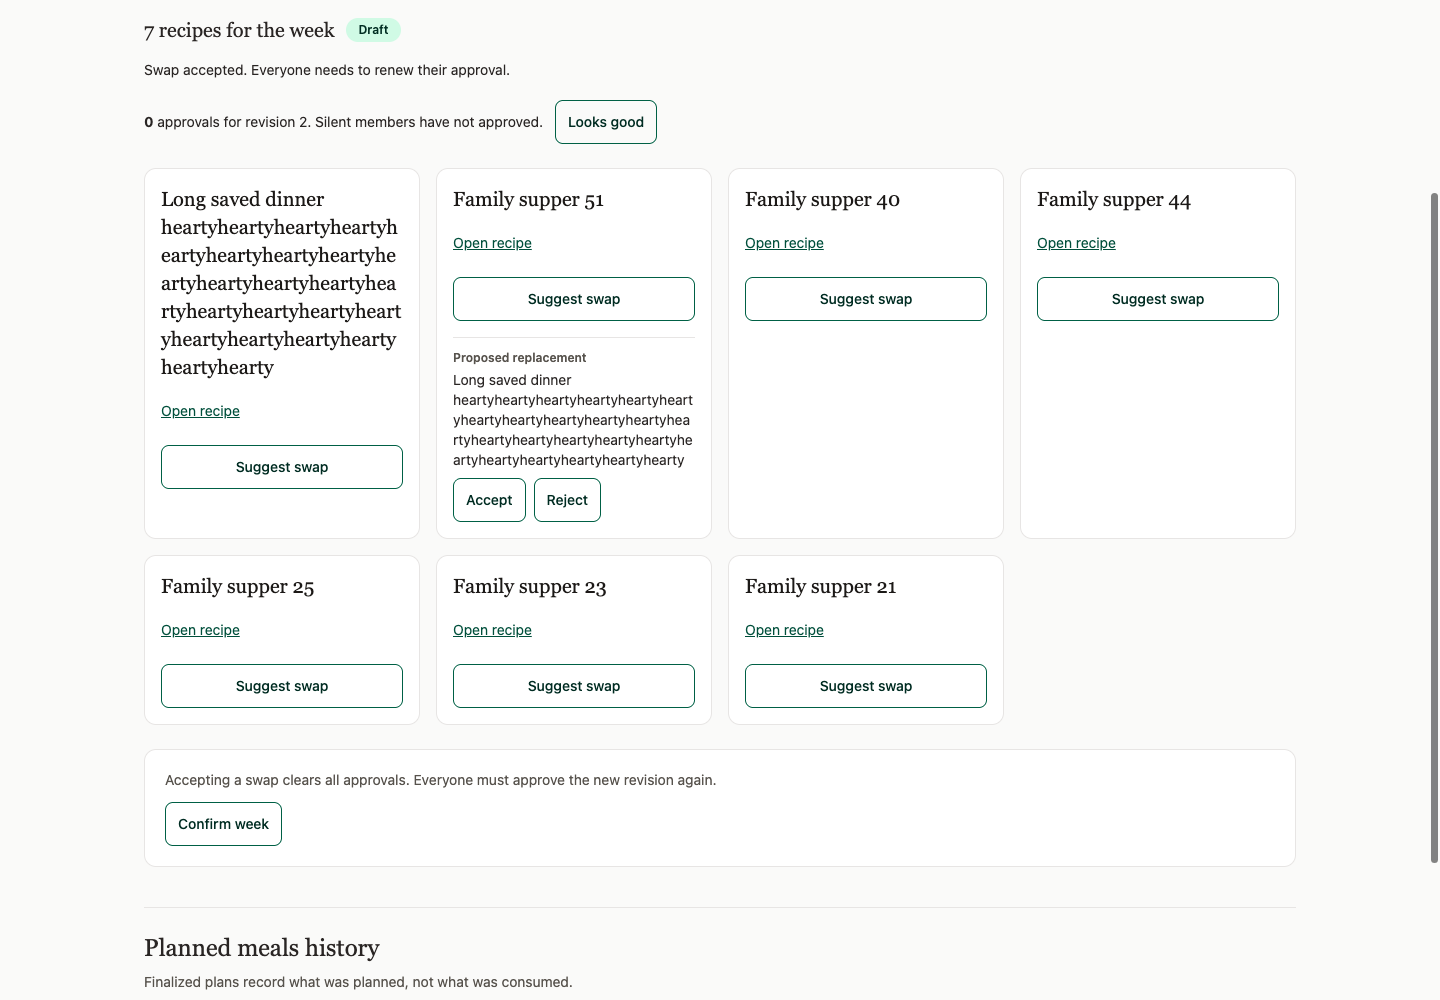 7 recipes for the week
Draft
Swap accepted. Everyone needs to renew their approval.
0 approvals for revision 2. Silent members have not approved.
Looks good
Long saved dinner
heartyheartyheartyheartyh
eartyheartyheartyheartyhe
artyheartyheartyheartyhea
rtyheartyheartyheartyheart
yheartyheartyheartyhearty
heartyhearty
Open recipe
Suggest swap
Family supper 51
Open recipe
Suggest swap
Proposed replacement
Long saved dinner
heartyheartyheartyheartyheartyheart
yheartyheartyheartyheartyheartyhea
rtyheartyheartyheartyheartyheartyhe
artyheartyheartyheartyheartyhearty
Accept
Reject
Family supper 40
Open recipe
Suggest swap
Family supper 44
Open recipe
Suggest swap
Family supper 25
Open recipe
Suggest swap
Family supper 23
Open recipe
Suggest swap
Family supper 21
Open recipe
Suggest swap
Accepting a swap clears all approvals. Everyone must approve the new revision again.
Confirm week
Planned meals history
Finalized plans record what was planned, not what was consumed.